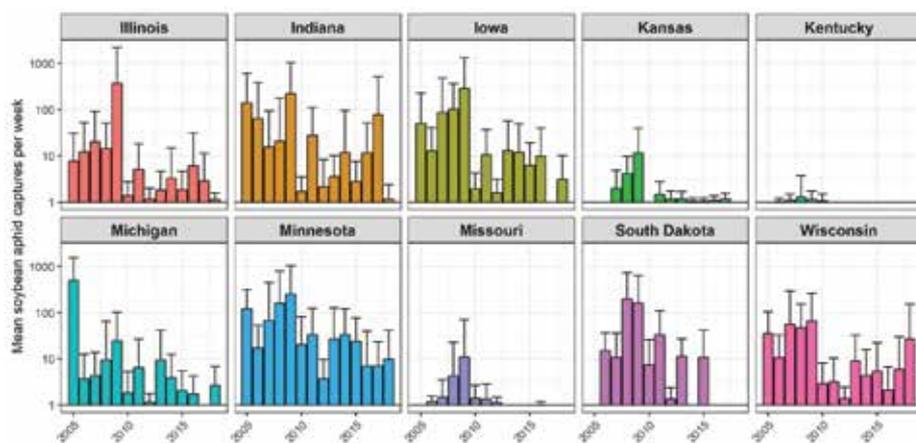 Illinois Indiana Iowa Kansas Kentucky
1000
100
10
1
Michigan Minnesota Missouri South Dakota Wisconsin
1000
100
10
1
Mean soybean aphid captures per week
2005 2010 2015 2005 2010 2015 2005 2010 2015 2005 2010 2015 2005 2010 2015